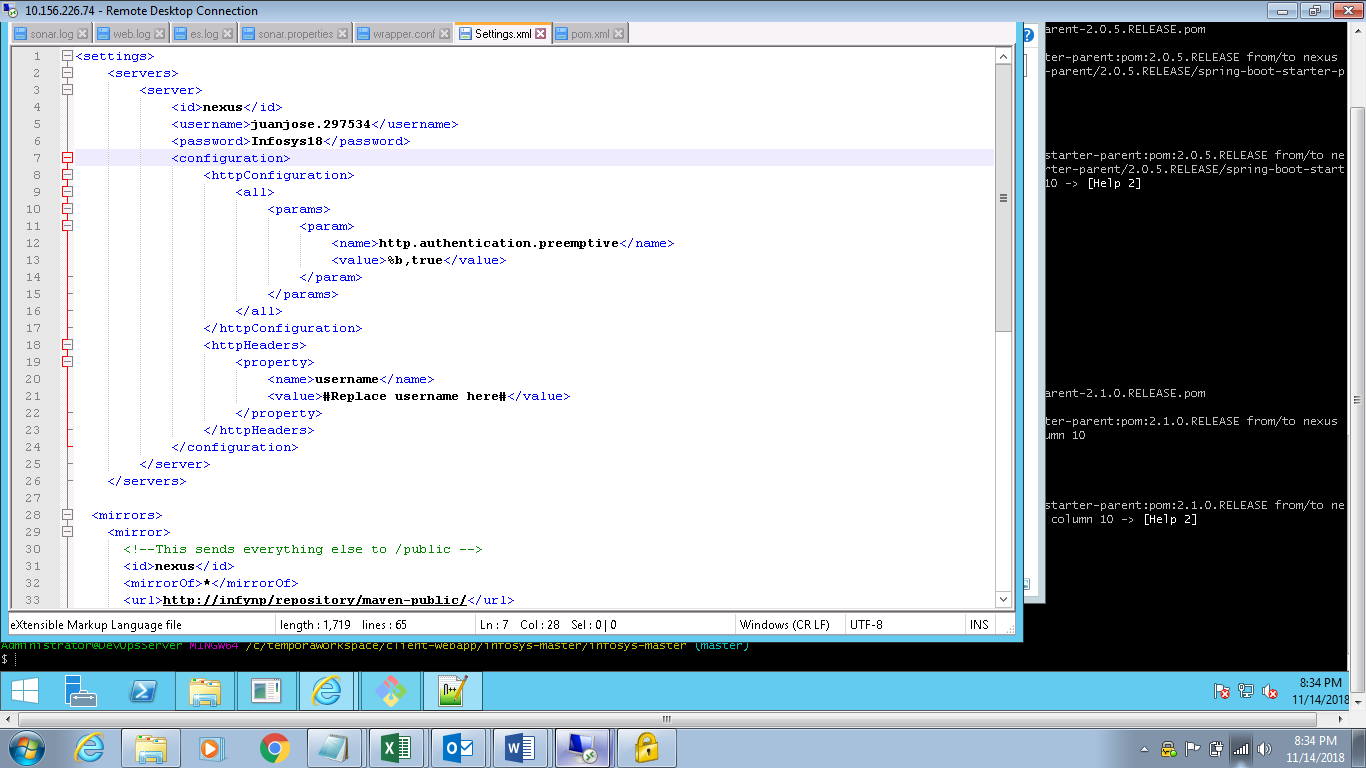 10.156.226.74 - Remote Desktop Connection
sonar.log web.log es.log sonar.properties wrapper.conf Settings.xml pom.xml
1 <settings>
2 <servers>
3 <server>
4 <id>nexus</id>
5 <username>juanjose.297534</username>
6 <password>Infosys18</password>
7 <configuration>
8 <httpConfiguration>
9 <all>
10 <params>
11 <param>
12 <name>http.authentication.preemptive</name>
13 <value>%b,true</value>
14 </param>
15 </params>
16 </all>
17 </httpConfiguration>
18 <httpHeaders>
19 <property>
20 <name>username</name>
21 <value>#Replace username here#</value>
22 </property>
23 </httpHeaders>
24 </configuration>
25 </server>
26 </servers>
27
28 <mirrors>
29 <mirror>
30 <!--This sends everything else to /public -->
31 <id>nexus</id>
32 <mirrorOf>*</mirrorOf>
33 <url>http://infynp/repository/maven-public/</url>
eXtensible Markup Language file length : 1,719 lines : 65 Ln : 7 Col : 28 Sel : 0 | 0 Windows (CR LF) UTF-8 INS
arent-2.0.5.RELEASE.pom
ter-parent:pom:2.0.5.RELEASE from/to nexus
-parent/2.0.5.RELEASE/spring-boot-starter-p
starter-parent:pom:2.0.5.RELEASE from/to ne
rter-parent/2.0.5.RELEASE/spring-boot-start
10 -> [Help 2]
arent-2.1.0.RELEASE.pom
ter-parent:pom:2.1.0.RELEASE from/to nexus
umn 10
starter-parent:pom:2.1.0.RELEASE from/to ne
column 10 -> [Help 2]
Administrator@DevOpsServer MINGW64 /c/temporaWorkspace/client-webapp/infosys-master/infosys-master (master)
$
8:34 PM
11/14/2018
8:34 PM
11/14/2018